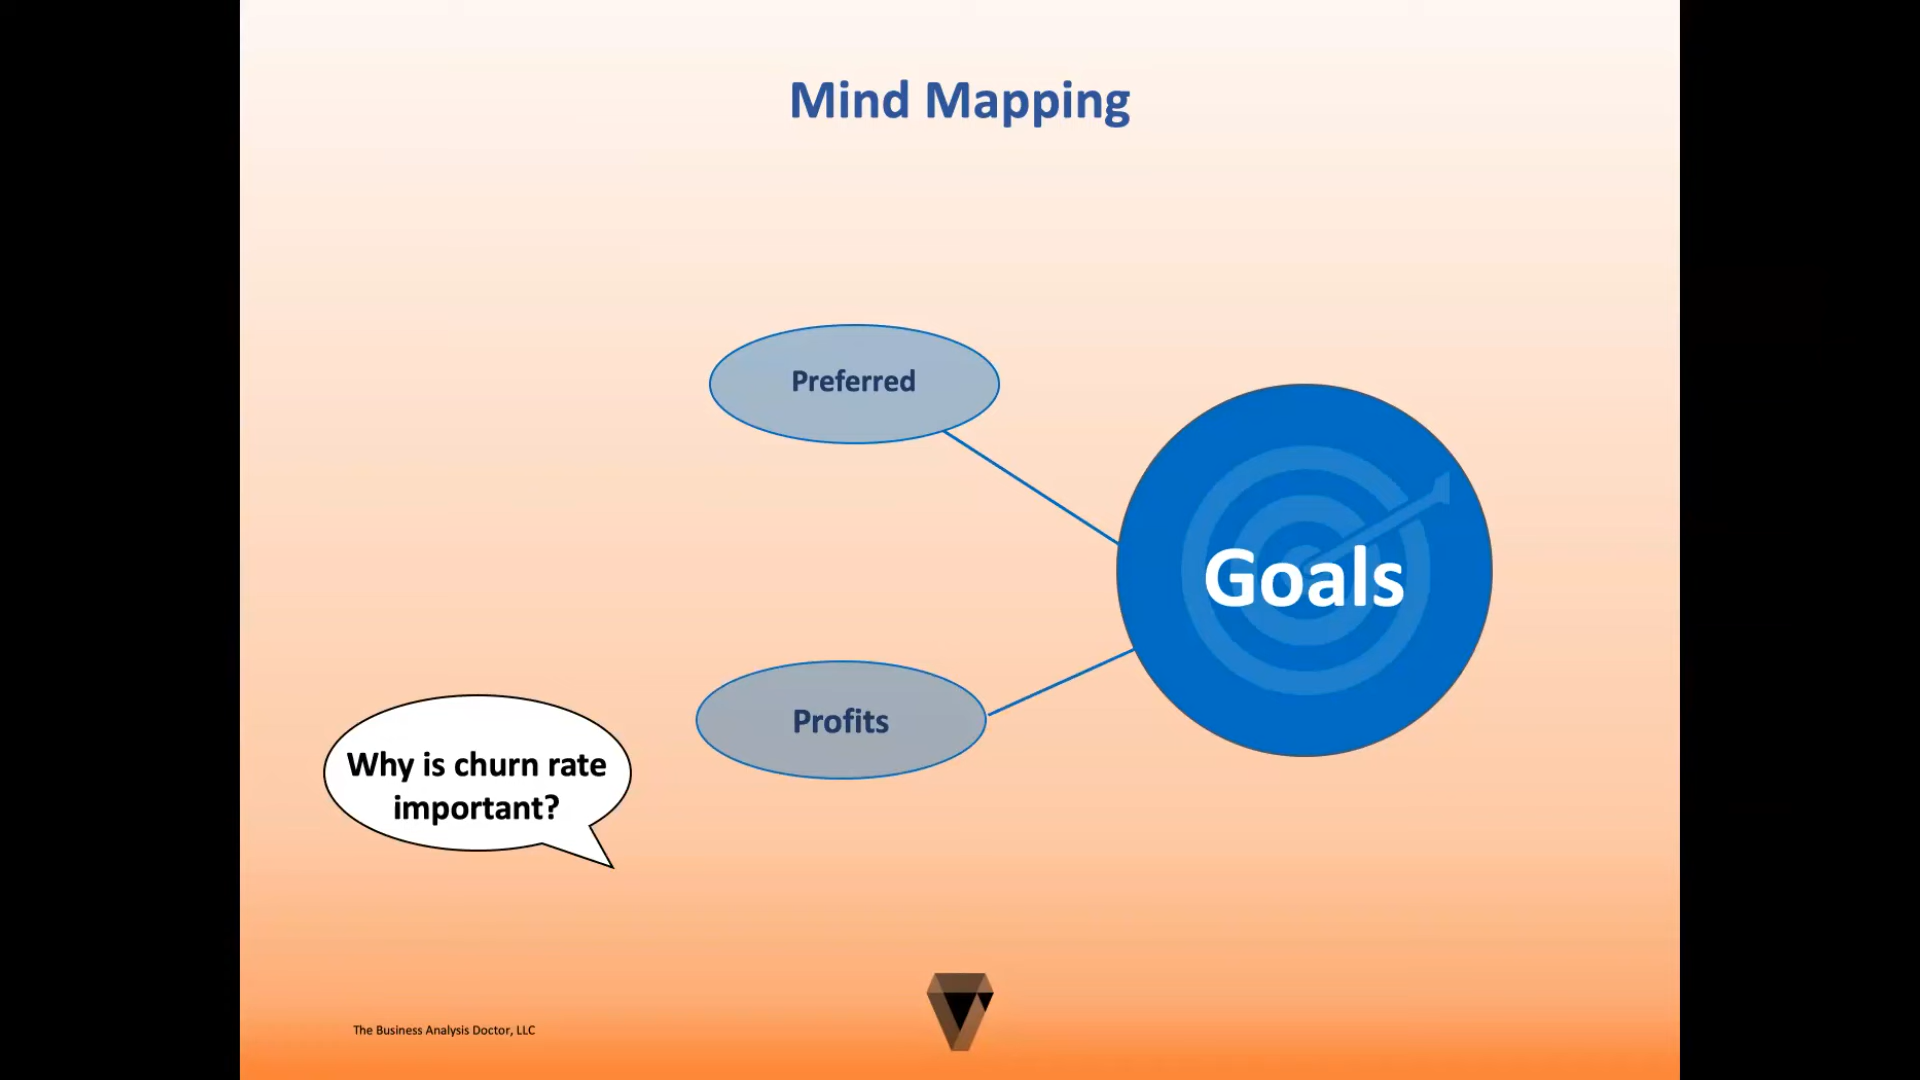 Mind Mapping
Preferred
Goals
Profits
Why is churn rate
important?
The Business Analysis Doctor, LLC